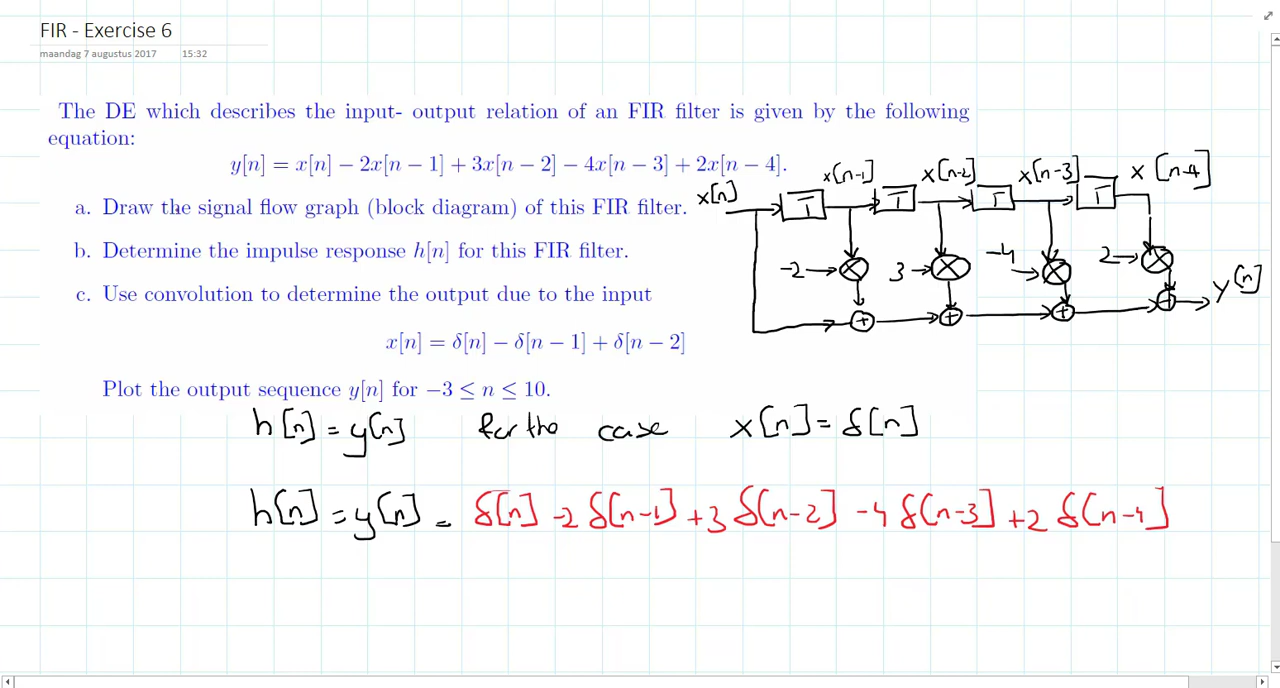 FIR - Exercise 6
maandag 7 augustus 2017 15:32
The DE which describes the input- output relation of an FIR filter is given by the following
equation:
y[n] = x[n] − 2x[n − 1] + 3x[n − 2] − 4x[n − 3] + 2x[n − 4].
a. Draw the signal flow graph (block diagram) of this FIR filter.
b. Determine the impulse response h[n] for this FIR filter.
c. Use convolution to determine the output due to the input
x[n] = δ[n] − δ[n − 1] + δ[n − 2]
Plot the output sequence y[n] for −3 ≤ n ≤ 10.
x[n] x[n-1] x[n-2] x[n-3] x[n-4]
T T T T
-2 3 -4 2
y[n]
h[n] = y[n] for the case x[n] = δ[n]
h[n] = y[n] = δ[n] -2 δ[n-1] +3 δ[n-2] -4 δ[n-3] +2 δ[n-4]